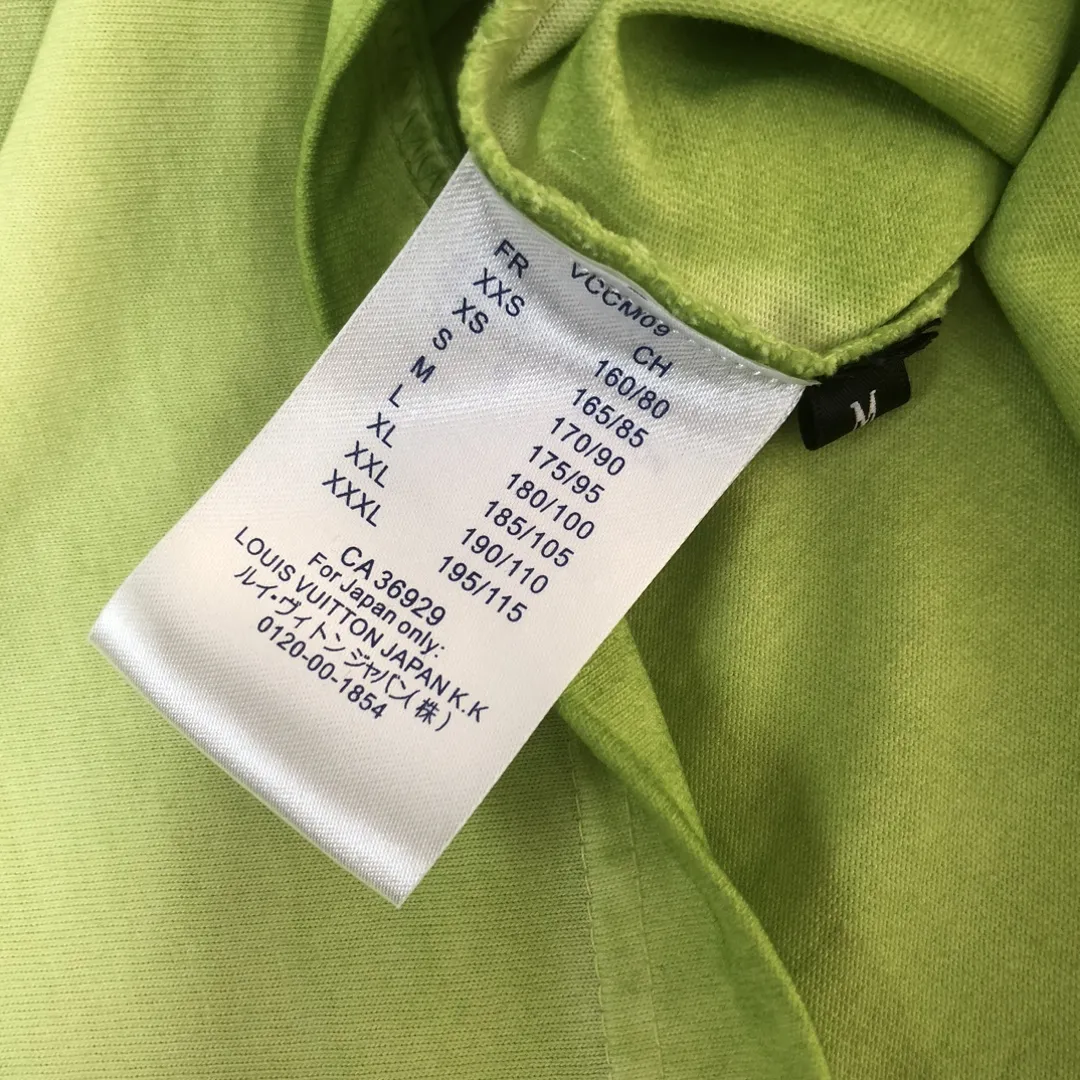 VCCM09
FR CH
XXS 160/80
XS 165/85
S 170/90
M 175/95
L 180/100
XL 185/105
XXL 190/110
XXXL 195/115
CA 36929
For Japan only:
LOUIS VUITTON JAPAN K.K
ルイ・ヴィトン ジャパン(株)
0120-00-1854
M